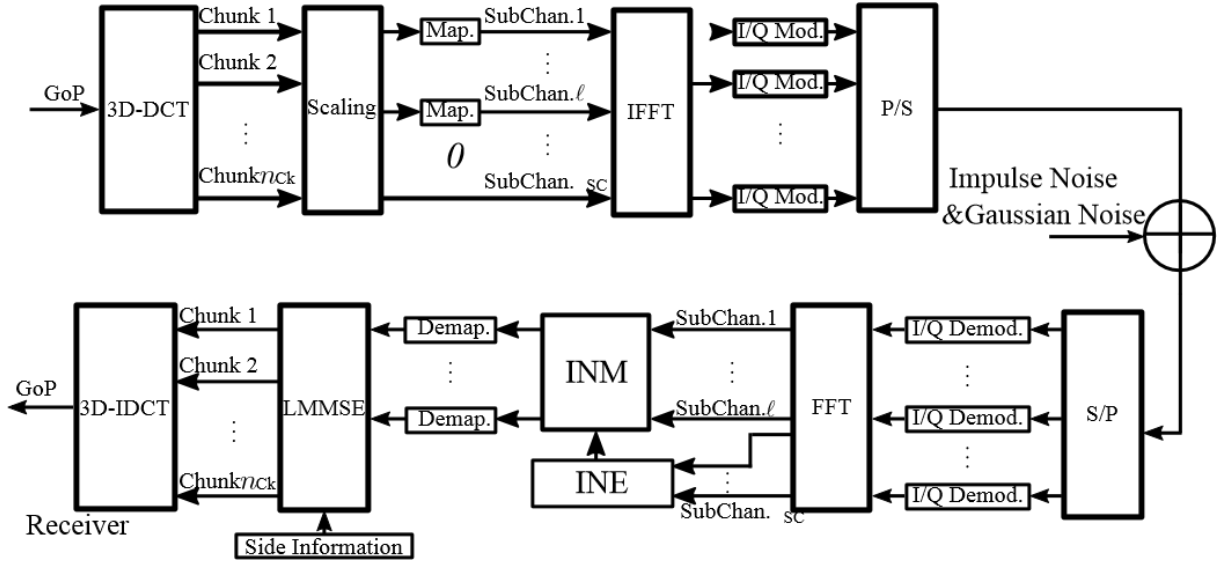 Chunk 1
SubChan.1
Map.
I/Q Mod.
Chunk 2
GoP
3D-DCT
Scaling
SubChan.ℓ
Map.
IFFT
I/Q Mod.
P/S
0
Chunk nCk
SubChan. SC
I/Q Mod.
Impulse Noise
&Gaussian Noise
Chunk 1
Demap.
SubChan.1
I/Q Demod.
Chunk 2
INM
GoP
3D-IDCT
LMMSE
Demap.
SubChan.ℓ
FFT
I/Q Demod.
S/P
INE
Chunk nCk
SubChan. SC
I/Q Demod.
Receiver
Side Information